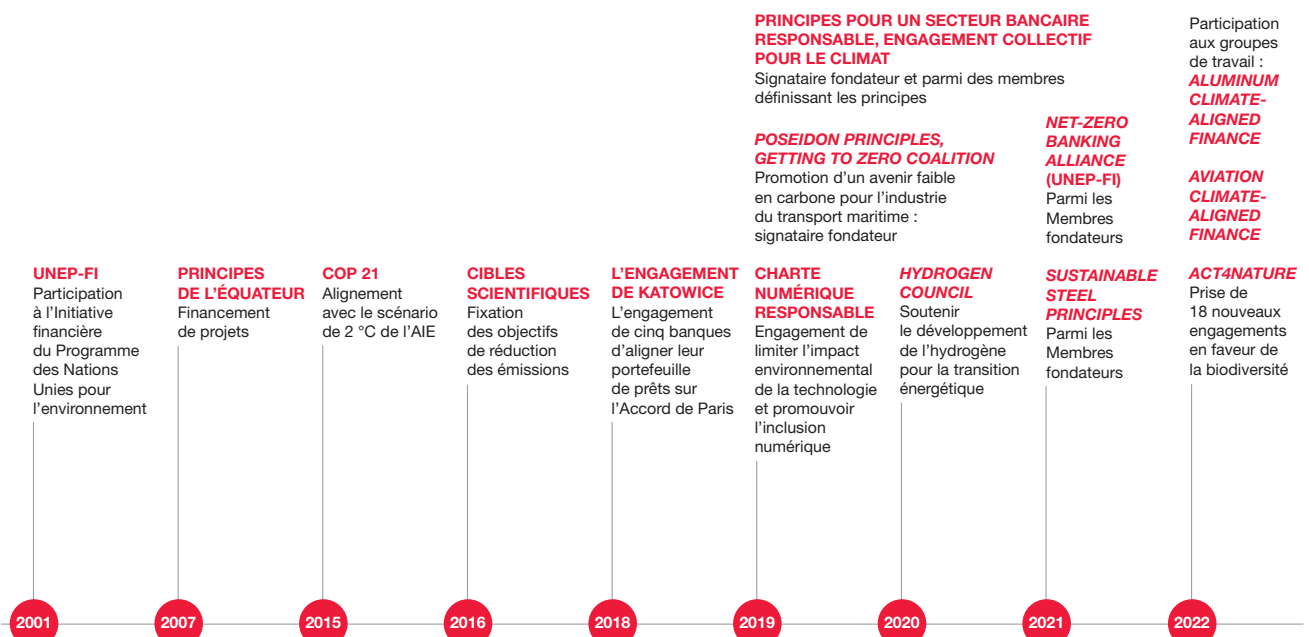 PRINCIPES POUR UN SECTEUR BANCAIRE
RESPONSABLE, ENGAGEMENT COLLECTIF
POUR LE CLIMAT
Signataire fondateur et parmi des membres
définissant les principes
POSEIDON PRINCIPLES,
GETTING TO ZERO COALITION
Promotion d’un avenir faible
en carbone pour l’industrie
du transport maritime :
signataire fondateur
NET-ZERO
BANKING
ALLIANCE
(UNEP-FI)
Parmi les
Membres
fondateurs
Participation
aux groupes
de travail :
ALUMINUM
CLIMATE-
ALIGNED
FINANCE
AVIATION
CLIMATE-
ALIGNED
FINANCE
UNEP-FI
Participation
à l’Initiative
financière
du Programme
des Nations
Unies pour
l’environnement
PRINCIPES
DE L’ÉQUATEUR
Financement
de projets
COP 21
Alignement
avec le scénario
de 2 °C de l’AIE
CIBLES
SCIENTIFIQUES
Fixation
des objectifs
de réduction
des émissions
L’ENGAGEMENT
DE KATOWICE
L’engagement
de cinq banques
d’aligner leur
portefeuille
de prêts sur
l’Accord de Paris
CHARTE
NUMÉRIQUE
RESPONSABLE
Engagement de
limiter l’impact
environnemental
de la technologie
et promouvoir
l’inclusion
numérique
HYDROGEN
COUNCIL
Soutenir
le développement
de l’hydrogène
pour la transition
énergétique
SUSTAINABLE
STEEL
PRINCIPLES
Parmi les
Membres
fondateurs
ACT4NATURE
Prise de
18 nouveaux
engagements
en faveur de
la biodiversité
2001
2007
2015
2016
2018
2019
2020
2021
2022